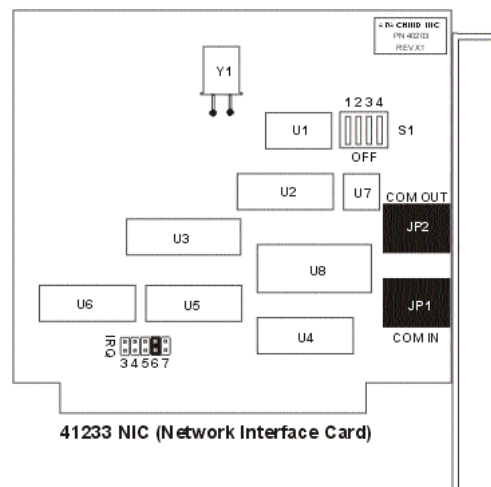 PN 40203
REV X1
Y1
1 2 3 4
U1
S1
OFF
U2
U7
COM OUT
U3
JP2
U8
U6
U5
JP1
U4
COM IN
IRQ
3 4 5 6 7
41233 NIC (Network Interface Card)